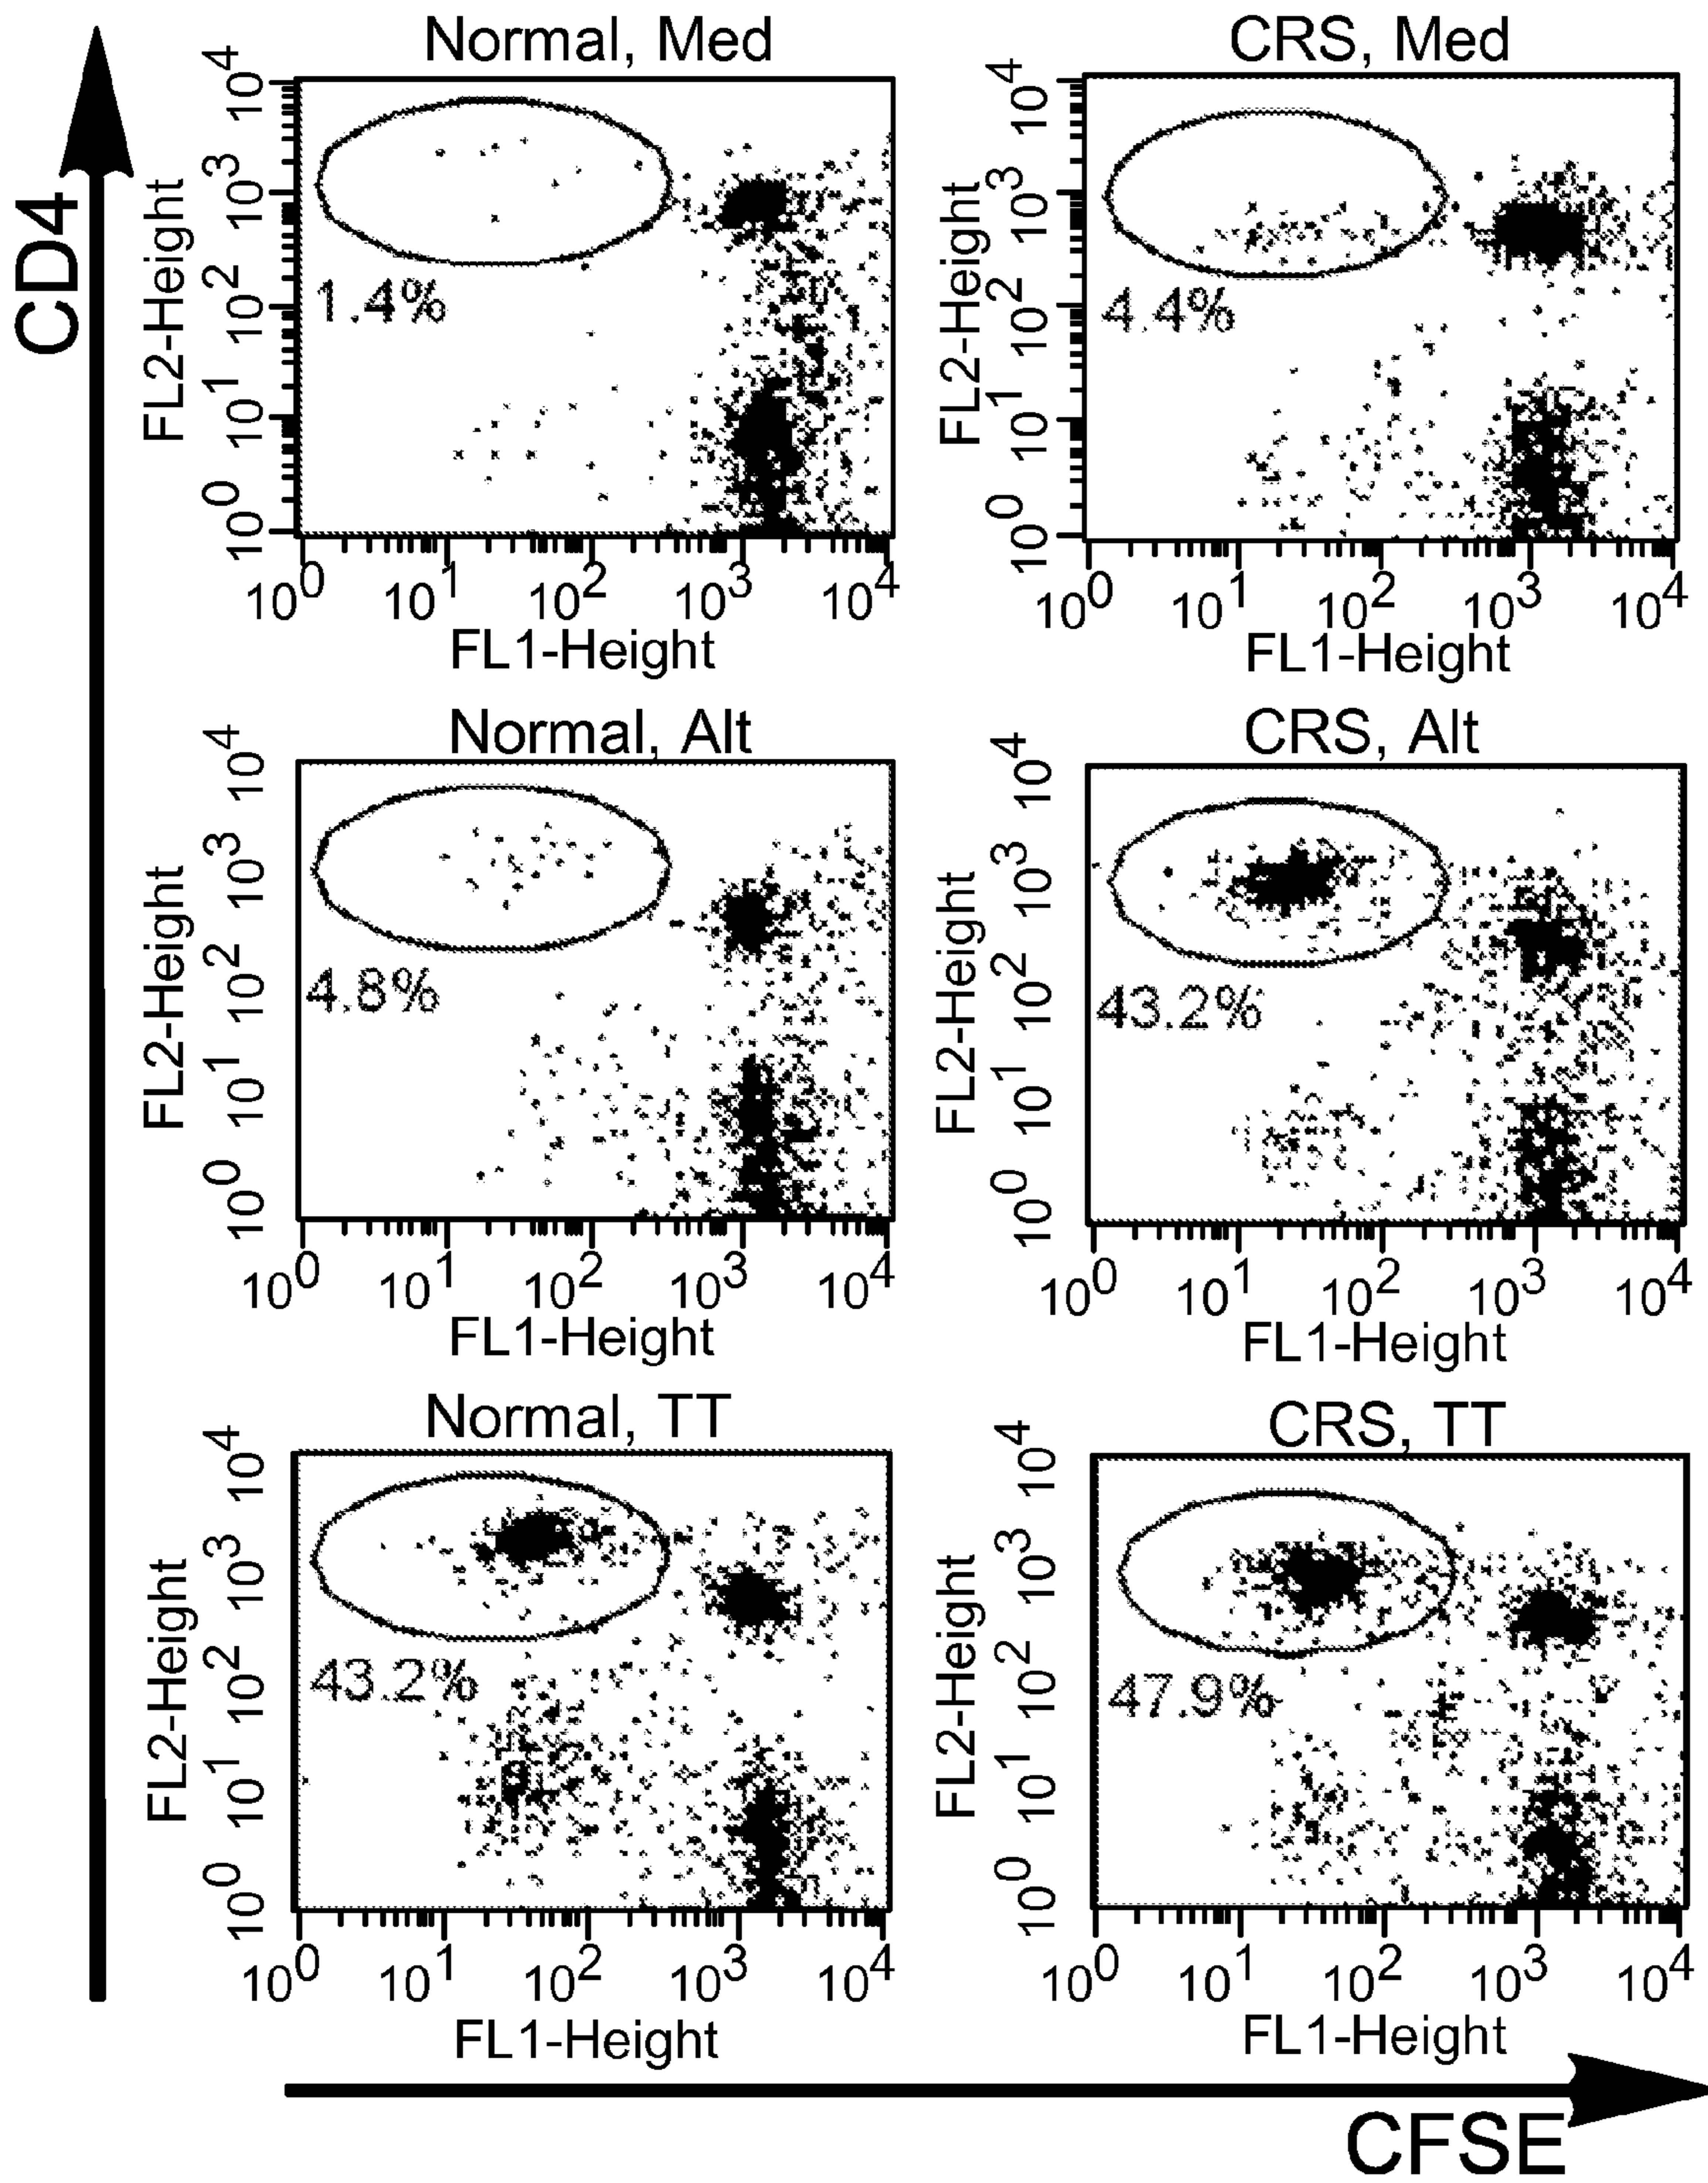 CD4
Normal, Med
FL2-Height
10^4
10^3
10^2
10^1
10^0
1.4%
10^0 10^1 10^2 10^3 10^4
FL1-Height
CRS, Med
FL2-Height
10^4
10^3
10^2
10^1
10^0
4.4%
10^0 10^1 10^2 10^3 10^4
FL1-Height
Normal, Alt
FL2-Height
10^4
10^3
10^2
10^1
10^0
4.8%
10^0 10^1 10^2 10^3 10^4
FL1-Height
CRS, Alt
FL2-Height
10^4
10^3
10^2
10^1
10^0
43.2%
10^0 10^1 10^2 10^3 10^4
FL1-Height
Normal, TT
FL2-Height
10^4
10^3
10^2
10^1
10^0
43.2%
10^0 10^1 10^2 10^3 10^4
FL1-Height
CRS, TT
FL2-Height
10^4
10^3
10^2
10^1
10^0
47.9%
10^0 10^1 10^2 10^3 10^4
FL1-Height
CFSE